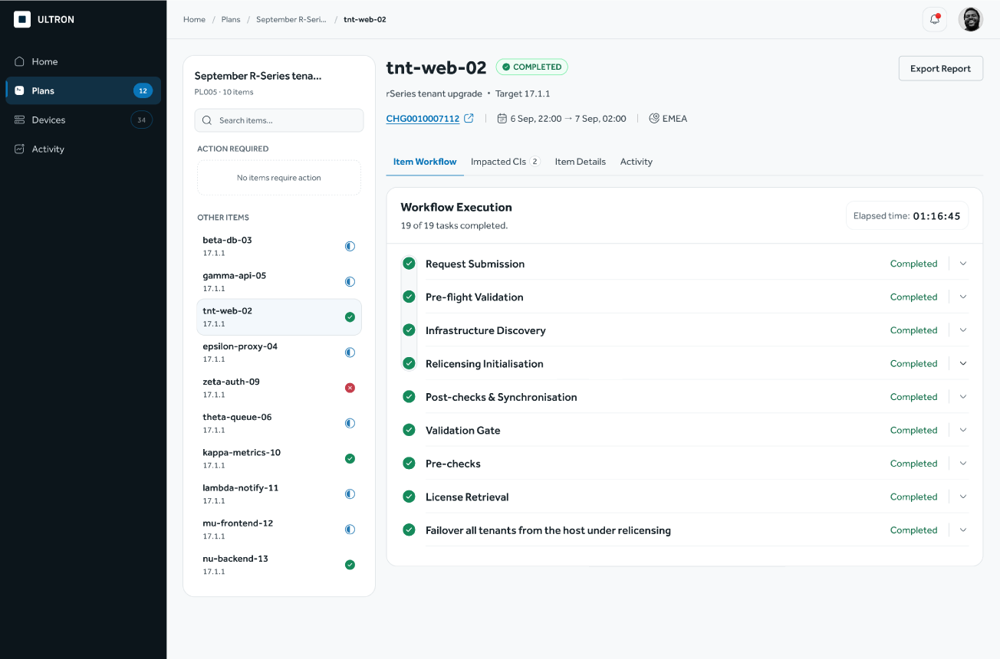 ULTRON
Home
Plans 12
Devices 34
Activity
Home / Plans / September R-Seri... / tnt-web-02
September R-Series tena...
PL005 · 10 items
Search items...
ACTION REQUIRED
No items require action
OTHER ITEMS
beta-db-03
17.1.1
gamma-api-05
17.1.1
tnt-web-02
17.1.1
epsilon-proxy-04
17.1.1
zeta-auth-09
17.1.1
theta-queue-06
17.1.1
kappa-metrics-10
17.1.1
lambda-notify-11
17.1.1
mu-frontend-12
17.1.1
nu-backend-13
17.1.1
tnt-web-02 COMPLETED
Export Report
rSeries tenant upgrade • Target 17.1.1
CHG0010007112 | 6 Sep, 22:00 → 7 Sep, 02:00 | EMEA
Item Workflow Impacted CIs 2 Item Details Activity
Workflow Execution
19 of 19 tasks completed.
Elapsed time: 01:16:45
Request Submission Completed
Pre-flight Validation Completed
Infrastructure Discovery Completed
Relicensing Initialisation Completed
Post-checks & Synchronisation Completed
Validation Gate Completed
Pre-checks Completed
License Retrieval Completed
Failover all tenants from the host under relicensing Completed